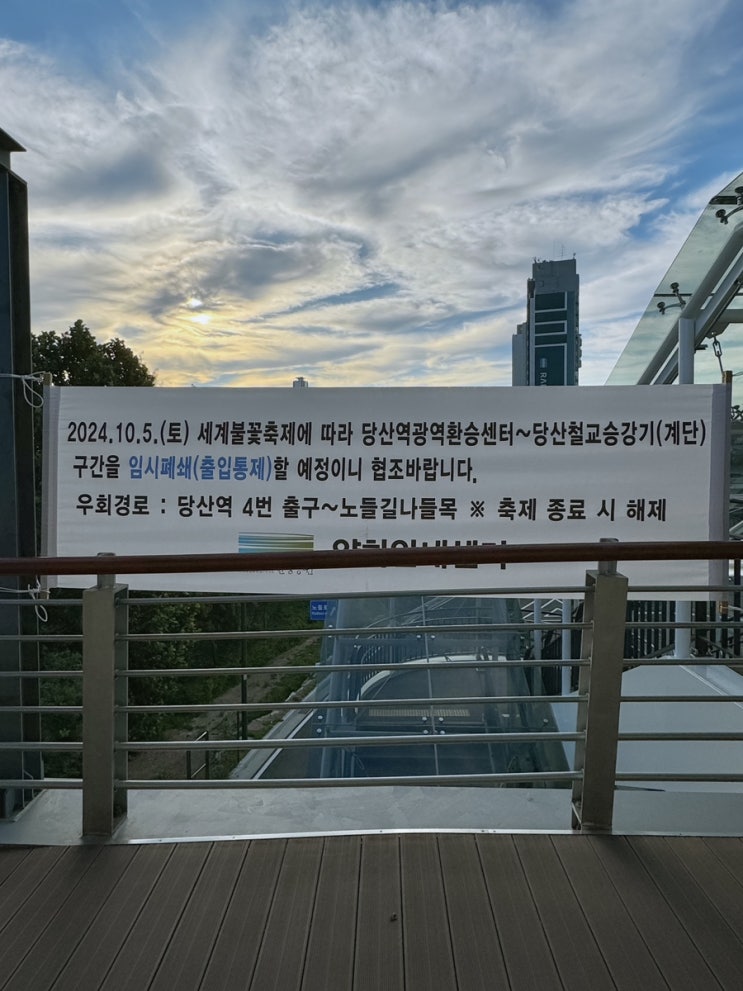 2024.10.5.(토) 세계불꽃축제에 따라 당산역광역환승센터~당산철교승강기(계단)
구간을 임시폐쇄(출입통제)할 예정이니 협조바랍니다.
우회경로 : 당산역 4번 출구~노들길나들목 ※ 축제 종료 시 해제